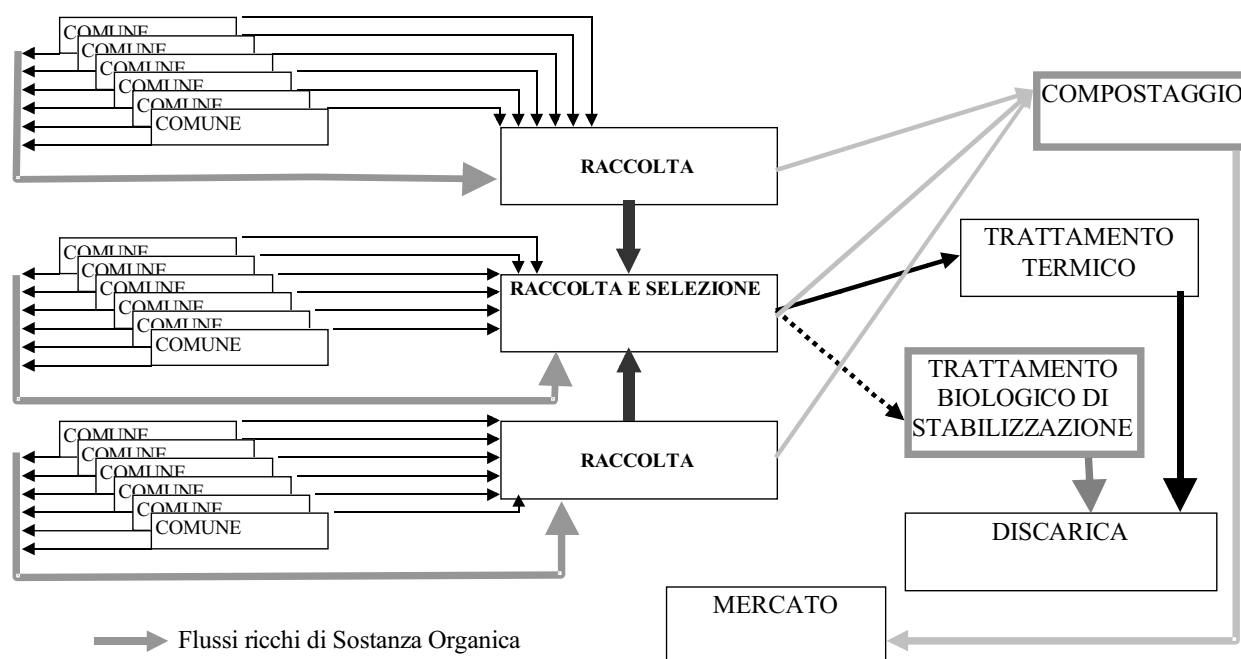 COMUNE
COMUNE
COMUNE
COMUNE
COMUNE
COMUNE
RACCOLTA
COMPOSTAGGIO
COMUNE
COMUNE
COMUNE
COMUNE
COMUNE
COMUNE
RACCOLTA E SELEZIONE
TRATTAMENTO
TERMICO
TRATTAMENTO
BIOLOGICO DI
STABILIZZAZIONE
COMUNE
COMUNE
COMUNE
COMUNE
COMUNE
COMUNE
RACCOLTA
DISCARICA
MERCATO
Flussi ricchi di Sostanza Organica